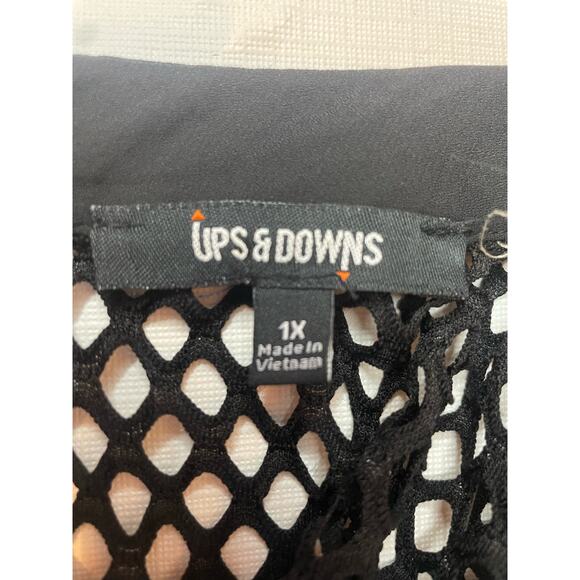 UPS & DOWNS
1X
Made In
Vietnam